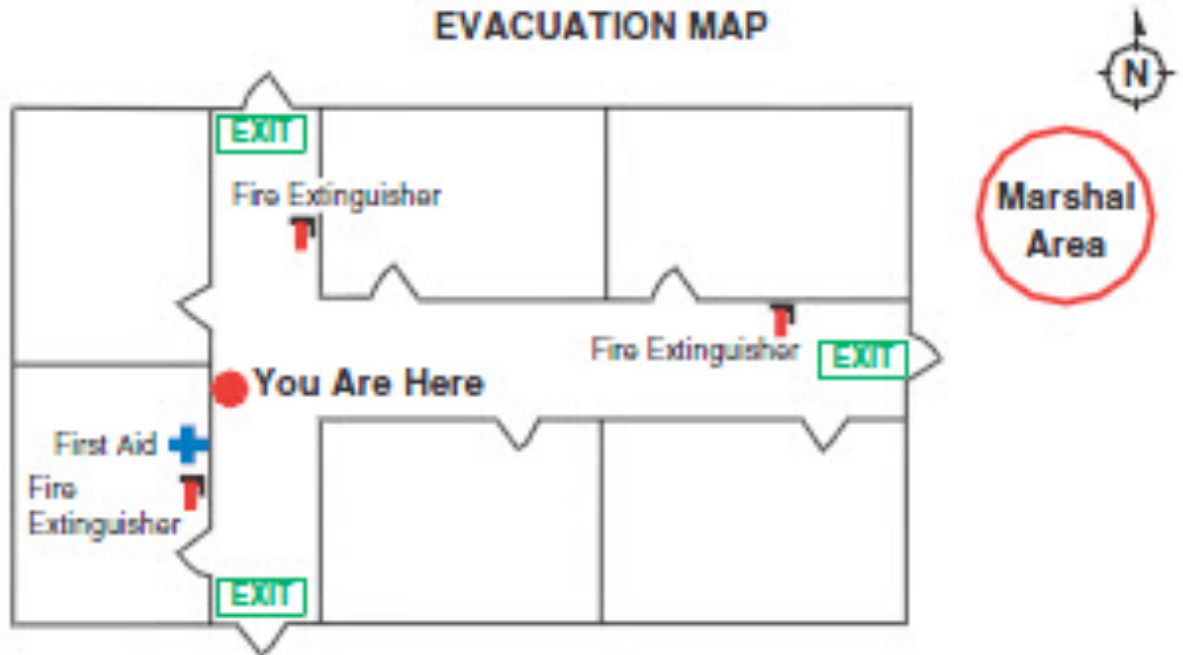 EVACUATION MAP
N
EXIT
Fire Extinguisher
Marshal
Area
Fire Extinguisher
EXIT
You Are Here
First Aid
Fire
Extinguisher
EXIT